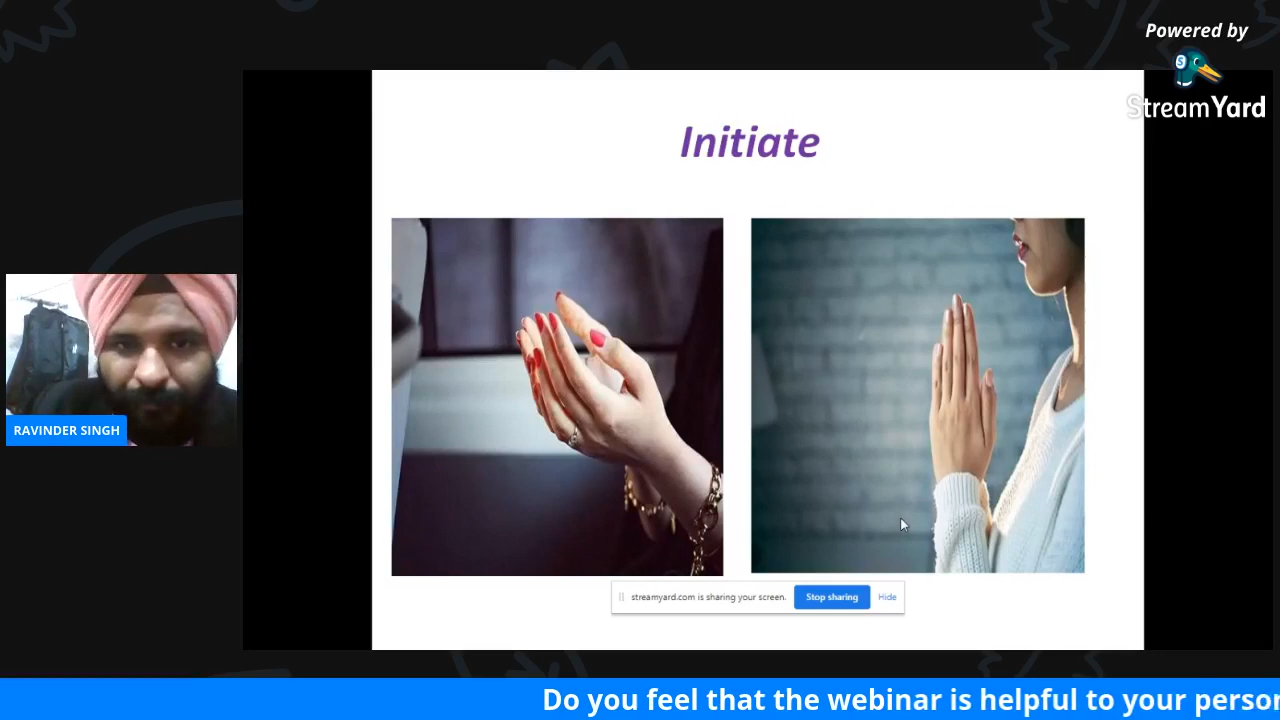 Powered by
StreamYard
Initiate
RAVINDER SINGH
streamyard.com is sharing your screen.
Stop sharing
Hide
Do you feel that the webinar is helpful to your